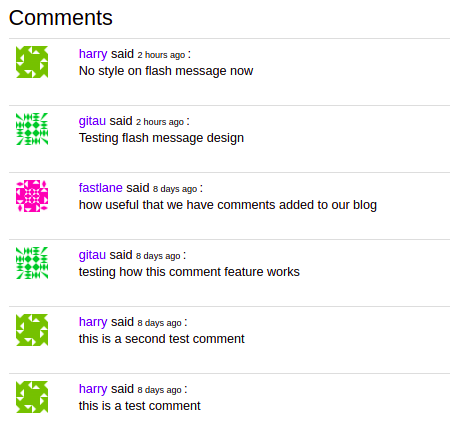 Comments
harry said 2 hours ago :
No style on flash message now
gitau said 2 hours ago :
Testing flash message design
fastlane said 8 days ago :
how useful that we have comments added to our blog
gitau said 8 days ago :
testing how this comment feature works
harry said 8 days ago :
this is a second test comment
harry said 8 days ago :
this is a test comment